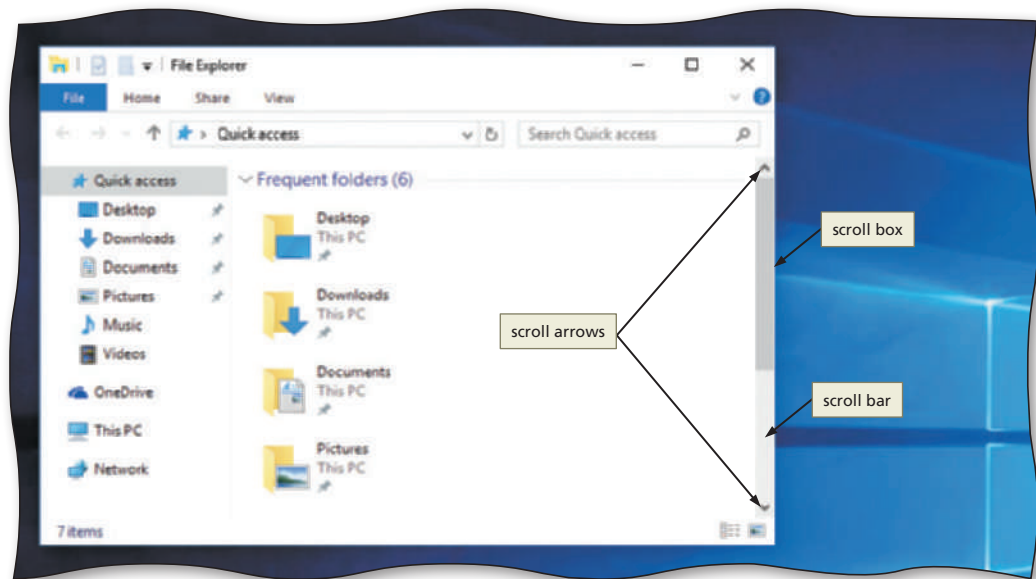 File Explorer
File Home Share View
Quick access
Search Quick access
Quick access
Desktop
Downloads
Documents
Pictures
Music
Videos
OneDrive
This PC
Network
Frequent folders (6)
Desktop
This PC
Downloads
This PC
Documents
This PC
Pictures
This PC
7 items
scroll box
scroll arrows
scroll bar